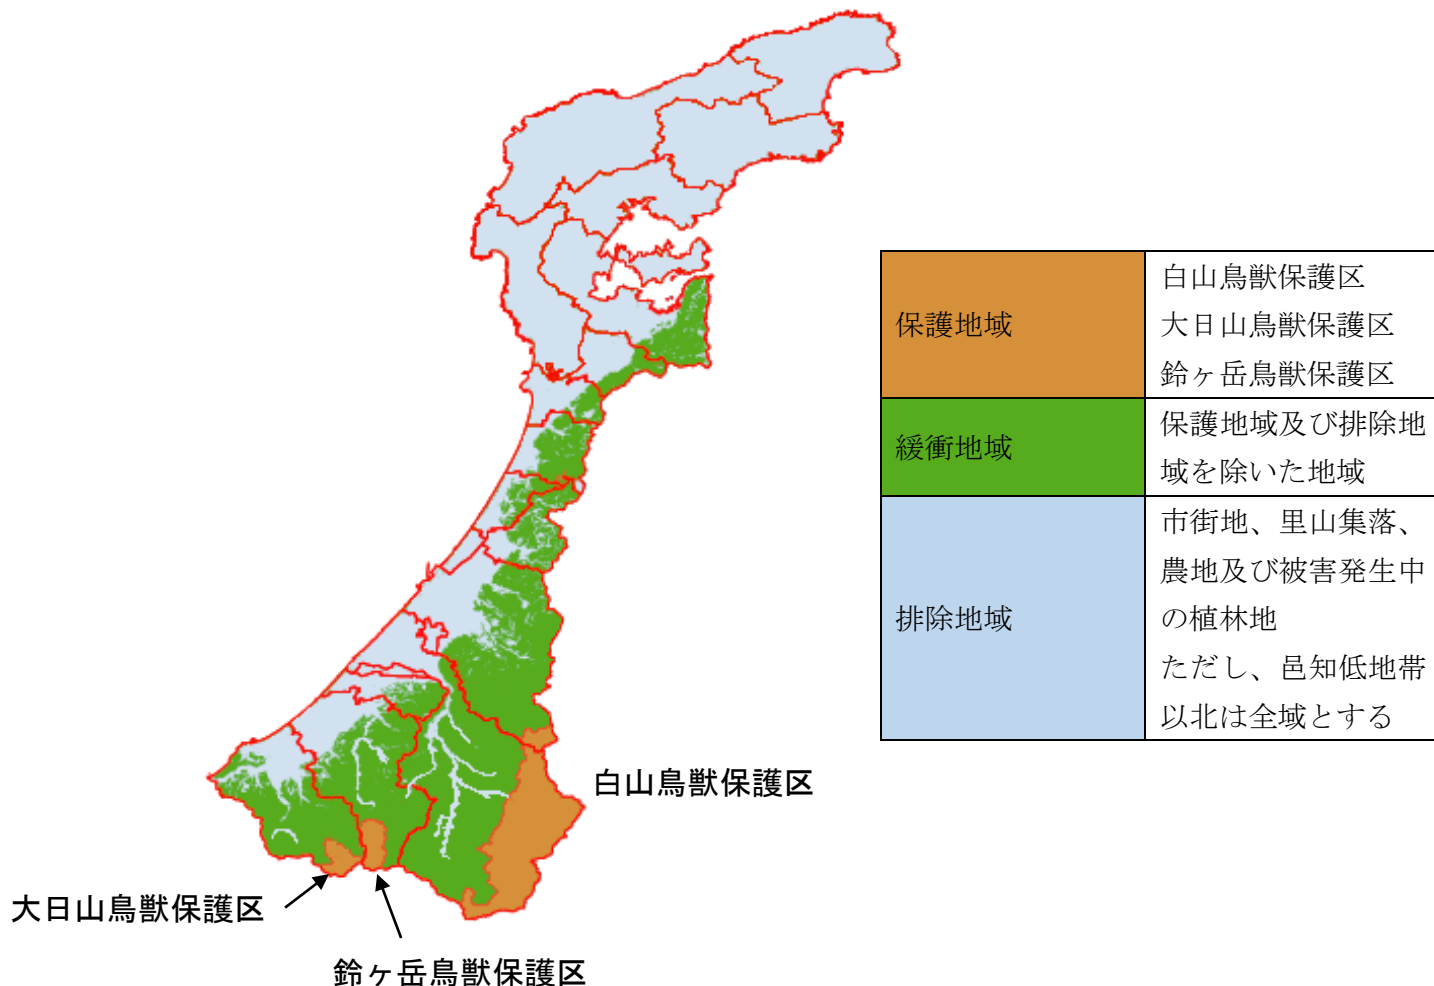 保護地域
白山鳥獣保護区
大日山鳥獣保護区
鈴ヶ岳鳥獣保護区
緩衝地域
保護地域及び排除地
域を除いた地域
排除地域
市街地、里山集落、
農地及び被害発生中
の植林地
ただし、邑知低地帯
以北は全域とする
白山鳥獣保護区
大日山鳥獣保護区
鈴ヶ岳鳥獣保護区